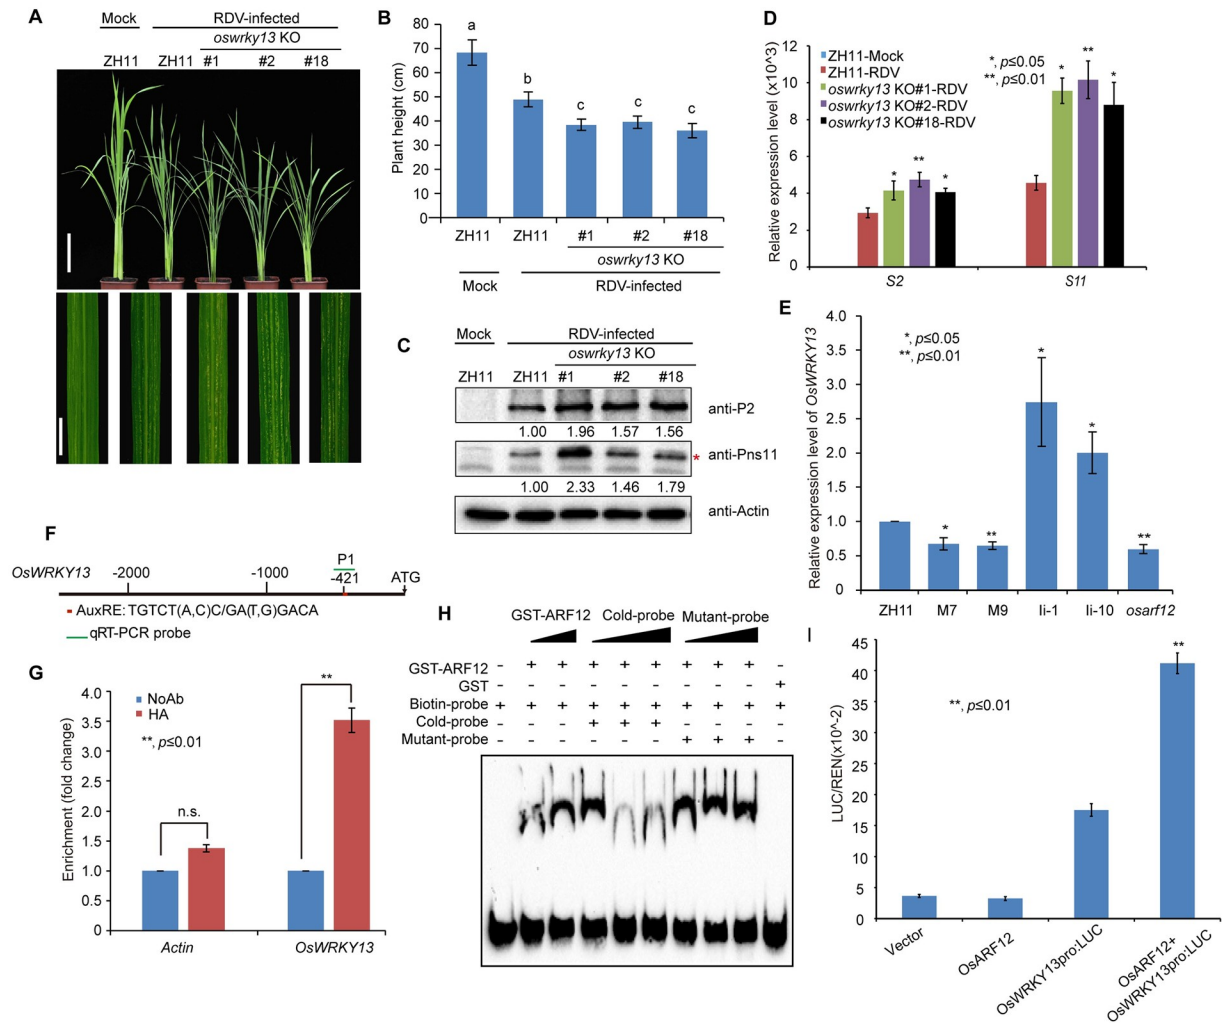 A
Mock
RDV-infected
oswrky13 KO
ZH11
ZH11
#1
#2
#18
B
Plant height (cm)
80
70
60
50
40
30
20
10
0
a
b
c
c
c
ZH11
ZH11
#1
#2
#18
oswrky13 KO
Mock
RDV-infected
C
Mock
RDV-infected
oswrky13 KO
ZH11
ZH11
#1
#2
#18
anti-P2
1.00 1.96 1.57 1.56
anti-Pns11
*
1.00 2.33 1.46 1.79
anti-Actin
D
Relative expression level (x10^3)
12
10
8
6
4
2
0
ZH11-Mock
ZH11-RDV
oswrky13 KO#1-RDV
oswrky13 KO#2-RDV
oswrky13 KO#18-RDV
*, p≤0.05
**, p≤0.01
* ** *
* ** *
S2
S11
E
Relative expression level of OsWRKY13
4.0
3.5
3.0
2.5
2.0
1.5
1.0
0.5
0
*, p≤0.05
**, p≤0.01
* ** * * **
ZH11 M7 M9 Ii-1 Ii-10 osarf12
F
OsWRKY13
-2000
-1000
P1
-421
ATG
AuxRE: TGTCT(A,C)C/GA(T,G)GACA
qRT-PCR probe
G
Enrichment (fold change)
4.0
3.5
3.0
2.5
2.0
1.5
1.0
0.5
0
NoAb
HA
**, p≤0.01
n.s.
**
Actin
OsWRKY13
H
GST-ARF12 Cold-probe Mutant-probe
GST-ARF12 - + + + + + + + + -
GST - - - - - - - - - +
Biotin-probe + + + + + + + + + +
Cold-probe - - - + + + - - - -
Mutant-probe - - - - - - + + + -
I
LUC/REN(x10^-2)
45
40
35
30
25
20
15
10
5
0
**, p≤0.01
**
Vector
OsARF12
OsWRKY13pro:LUC
OsARF12+
OsWRKY13pro:LUC